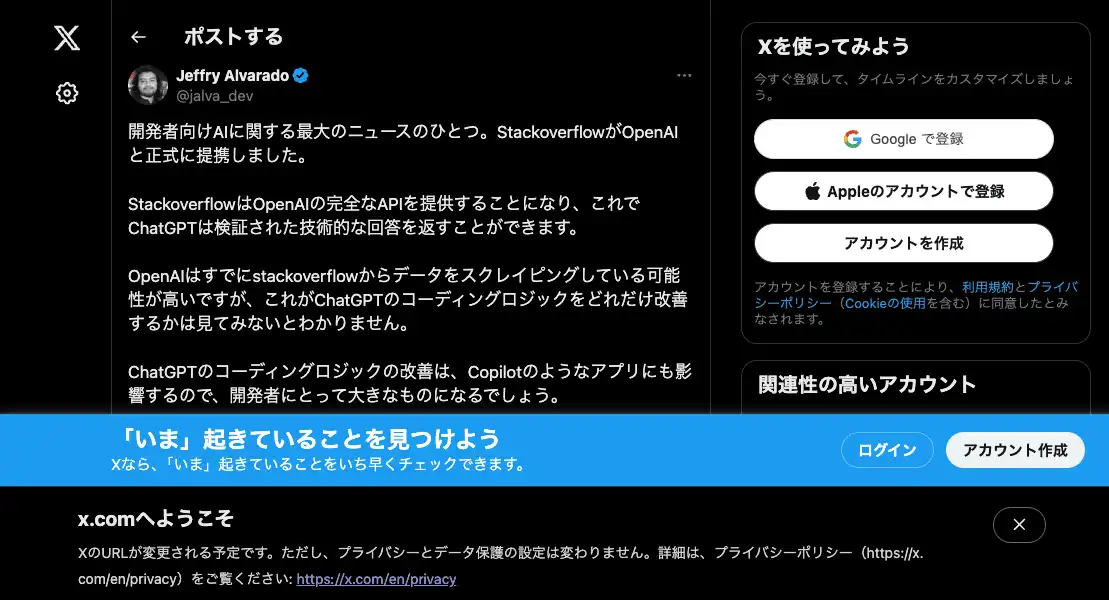 ポストする
Jeffry Alvarado
@jalva_dev
開発者向けAIに関する最大のニュースのひとつ。StackoverflowがOpenAI
と正式に提携しました。
StackoverflowはOpenAIの完全なAPIを提供することになり、これで
ChatGPTは検証された技術的な回答を返すことができます。
OpenAIはすでにstackoverflowからデータをスクレイピングしている可能
性が高いですが、これがChatGPTのコーディングロジックをどれだけ改善
するかは見てみないとわかりません。
ChatGPTのコーディングロジックの改善は、Copilotのようなアプリにも影
響するので、開発者にとって大きなものになるでしょう。
Xを使ってみよう
今すぐ登録して、タイムラインをカスタマイズしましょ
う。
Google で登録
Appleのアカウントで登録
アカウントを作成
アカウントを登録することにより、利用規約とプライバ
シーポリシー（Cookieの使用を含む）に同意したとみ
なされます。
関連性の高いアカウント
「いま」起きていることを見つけよう
Xなら、「いま」起きていることをいち早くチェックできます。
ログイン
アカウント作成
x.comへようこそ
XのURLが変更される予定です。ただし、プライバシーとデータ保護の設定は変わりません。詳細は、プライバシーポリシー（https://x.
com/en/privacy）をご覧ください: https://x.com/en/privacy